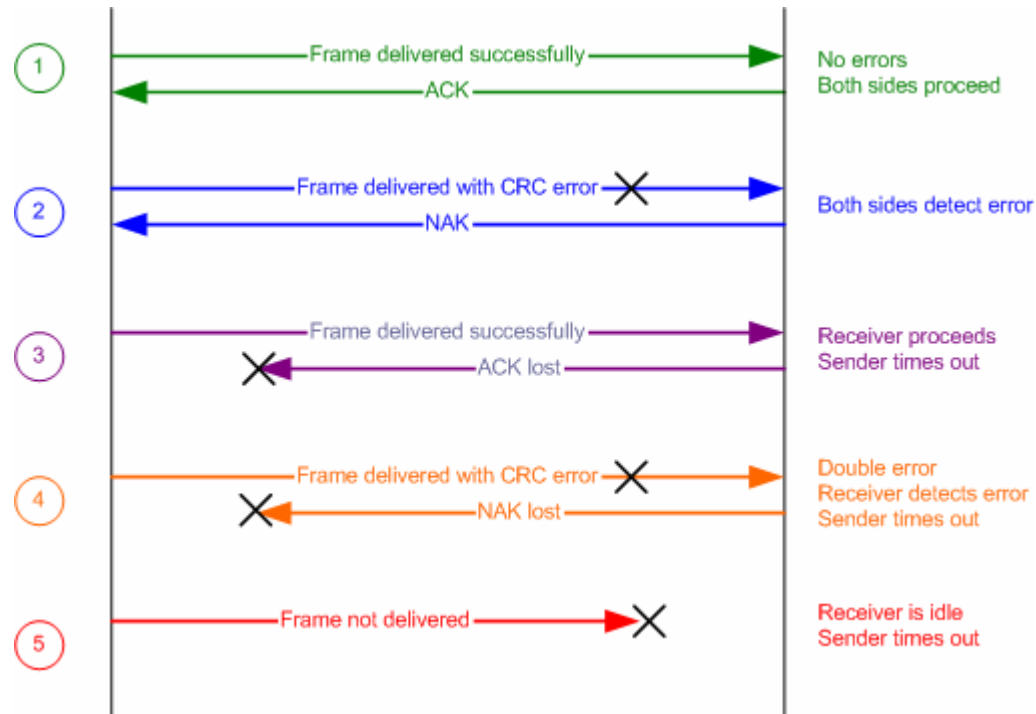 1
Frame delivered successfully
ACK
No errors
Both sides proceed
2
Frame delivered with CRC error
NAK
Both sides detect error
3
Frame delivered successfully
ACK lost
Receiver proceeds
Sender times out
4
Frame delivered with CRC error
NAK lost
Double error
Receiver detects error
Sender times out
5
Frame not delivered
Receiver is idle
Sender times out